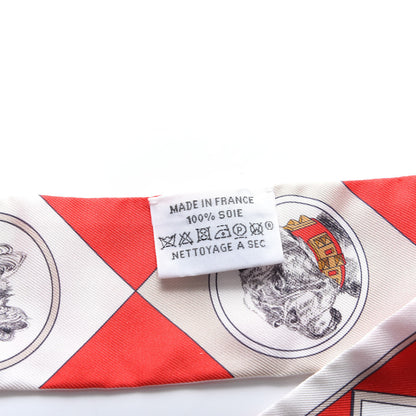 MADE IN FRANCE
100% SOIE
P ®
NETTOYAGE A SEC